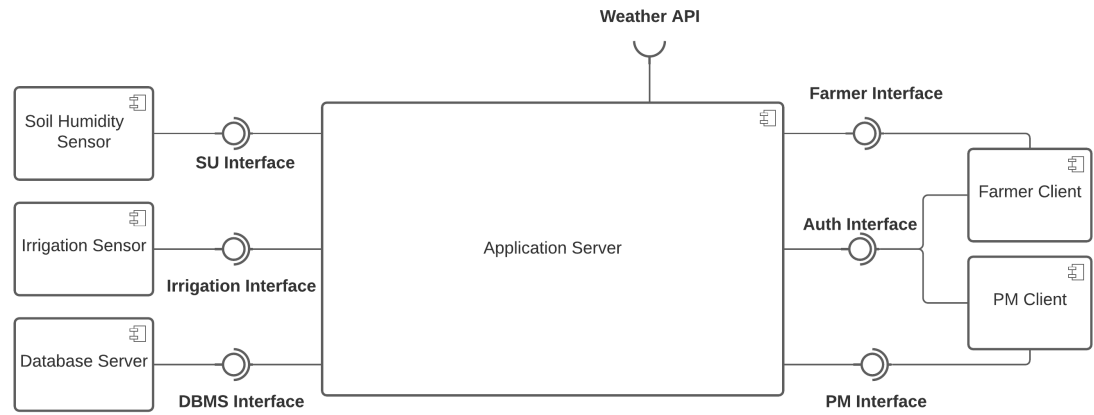 Weather API
Farmer Interface
Soil Humidity
Sensor
SU Interface
Farmer Client
Auth Interface
Irrigation Sensor
Application Server
Irrigation Interface
PM Client
Database Server
DBMS Interface
PM Interface